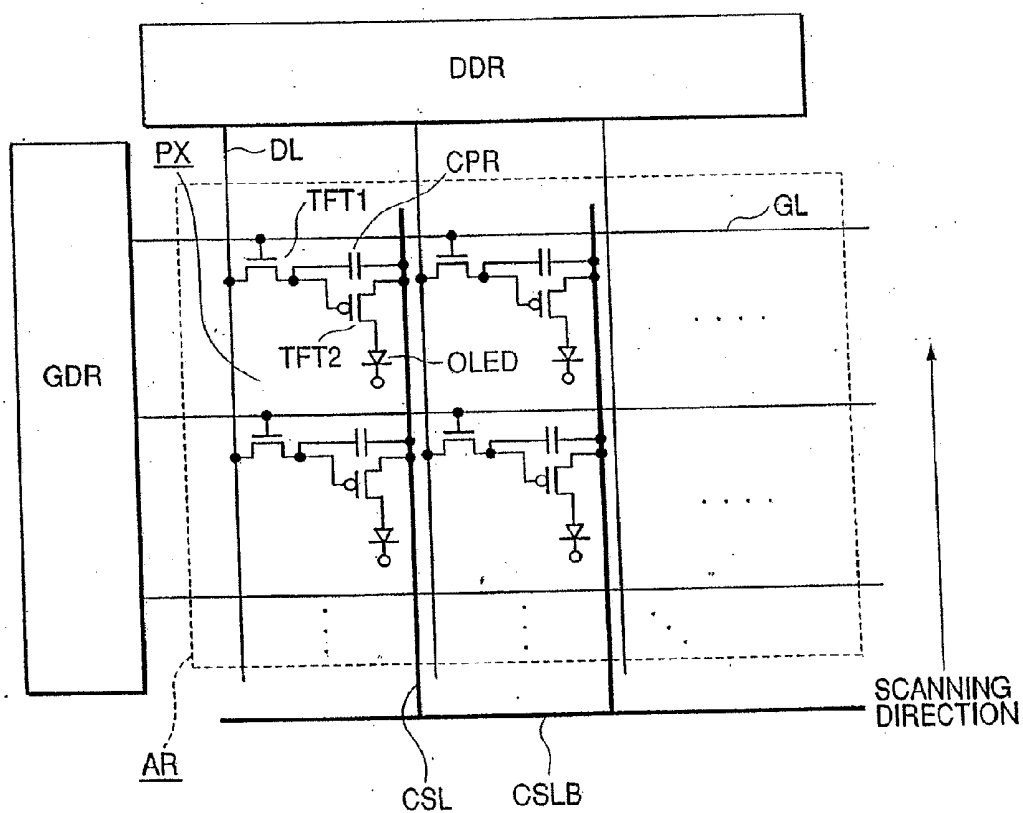 DDR
PX
DL
CPR
TFT1
GL
TFT2
OLED
GDR
SCANNING
DIRECTION
AR
CSL
CSLB